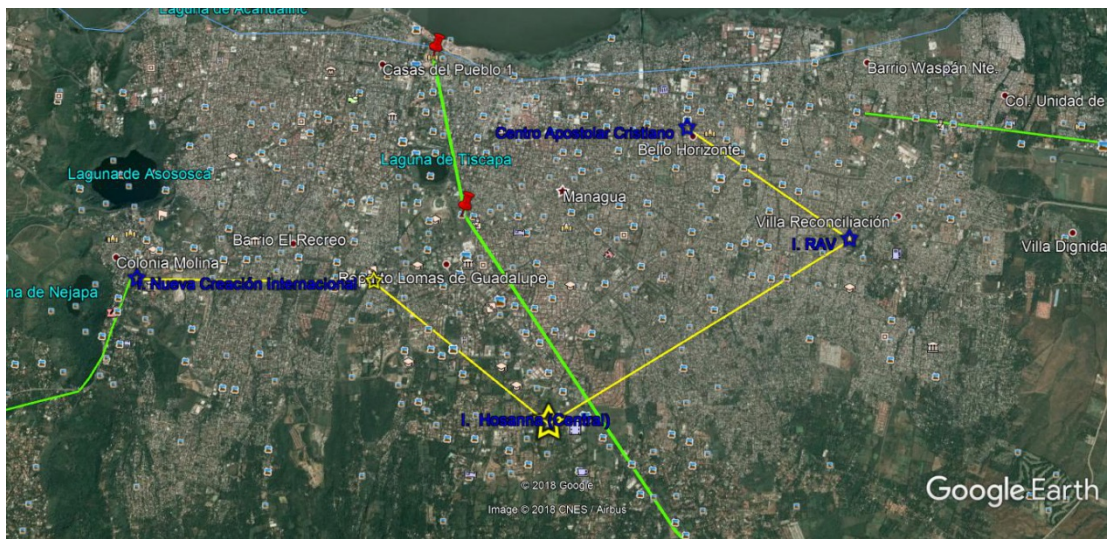 Laguna de Acahualinc
Casas del Pueblo 1
Barrio Waspán Nte.
Col. Unidad de
Centro Apostolar Cristiano
Bello Horizonte
Laguna de Tiscapa
Laguna de Asososca
Managua
Villa Reconciliación
Barrio El Recreo
I. RAV
Villa Dignida
Colonia Molina
Reparto Lomas de Guadalupe
Nueva Creación Internacional
na de Nejapa
I. Hosanna (Central)
© 2018 Google
Image © 2018 CNES / Airbus
Google Earth